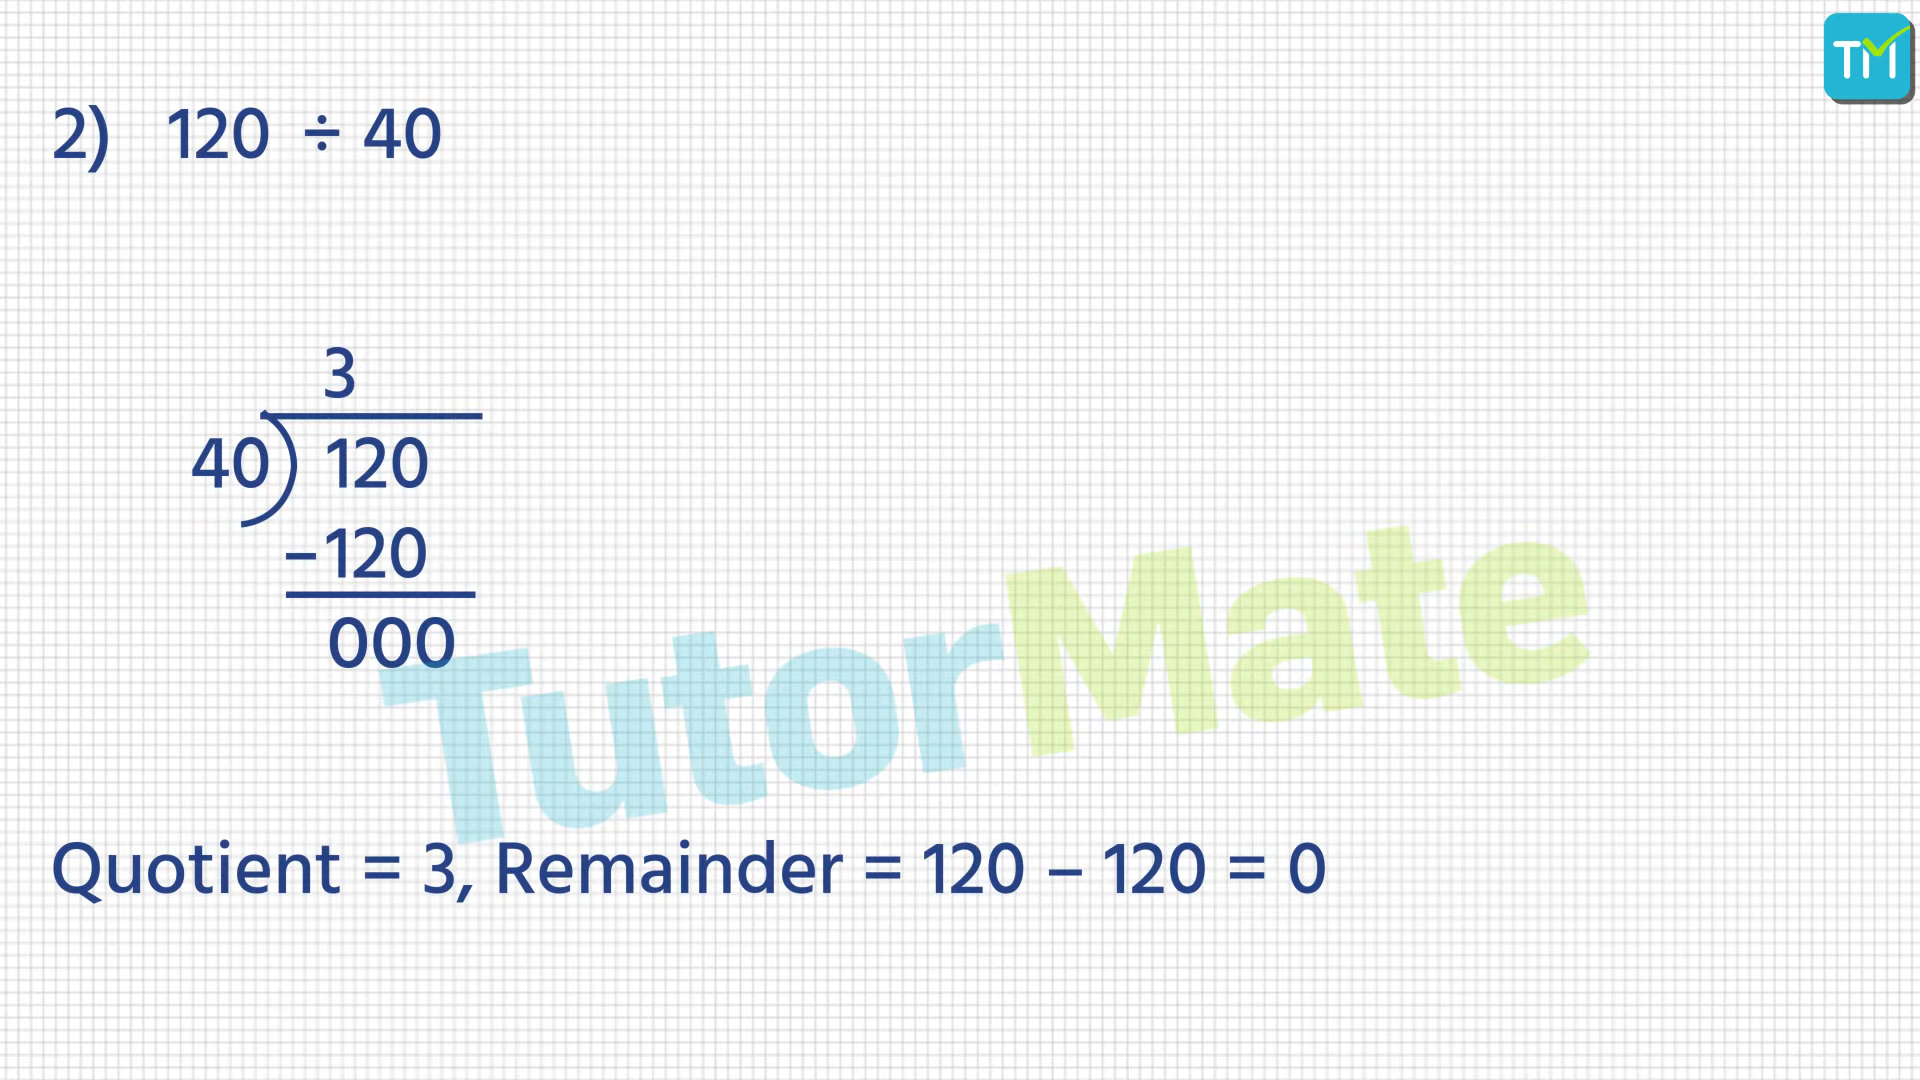 TM
2) 120 ÷ 40
3
40) 120
–120
000
TutorMate
Quotient = 3, Remainder = 120 – 120 = 0